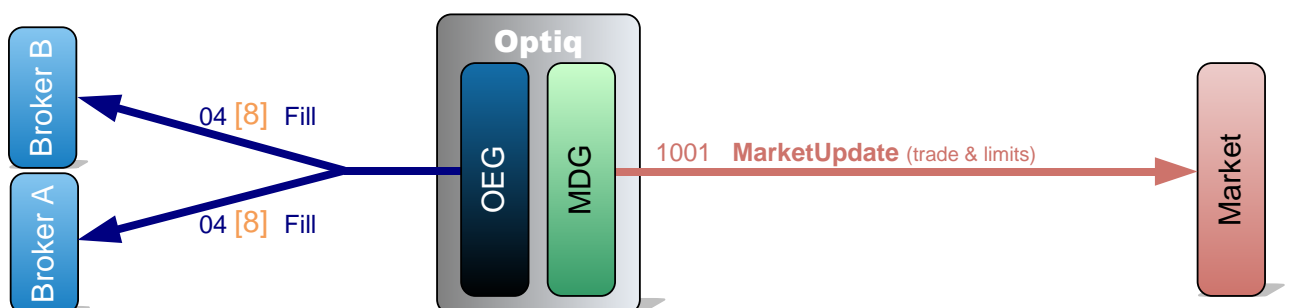 Optiq
Broker B
04 [8] Fill
OEG
MDG
1001 MarketUpdate (trade & limits)
Market
Broker A
04 [8] Fill